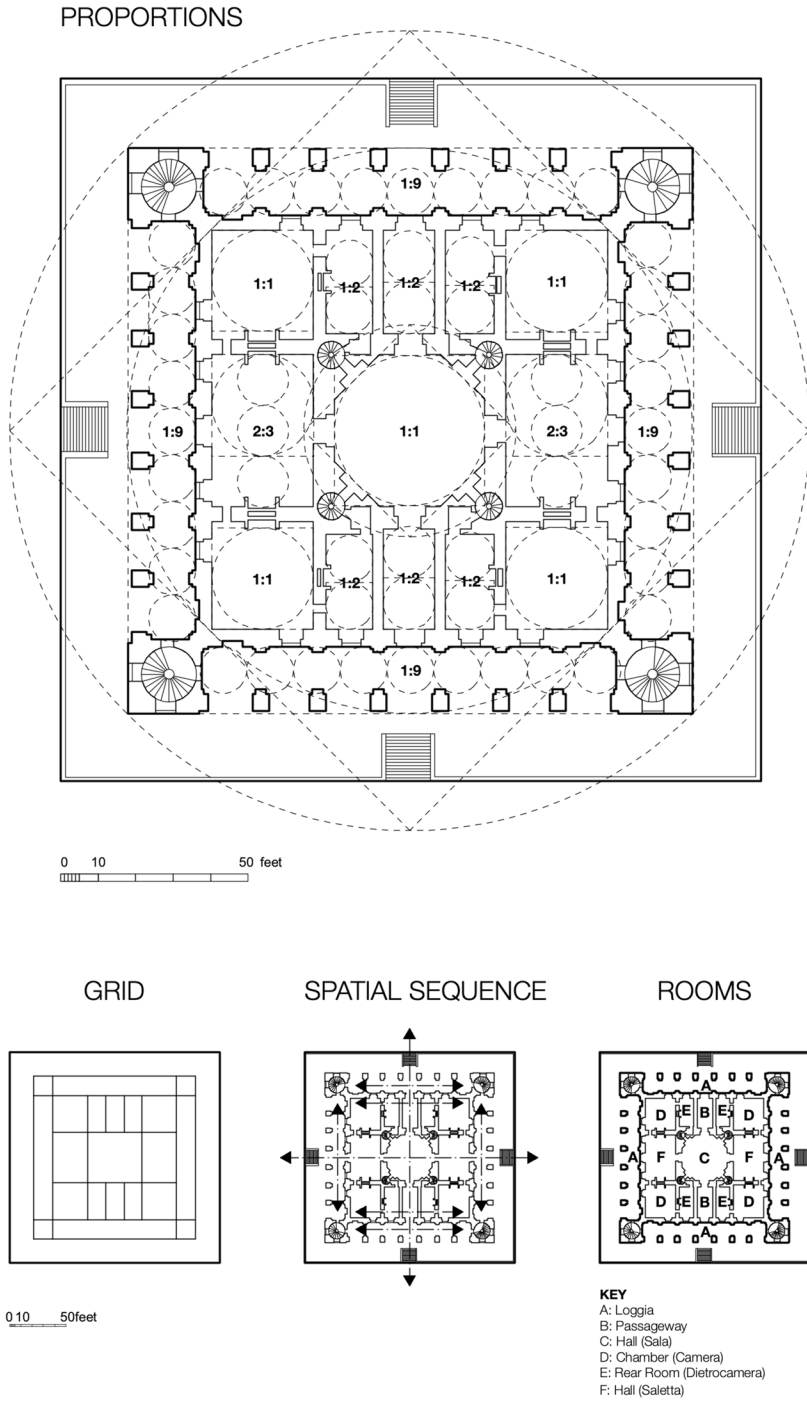 PROPORTIONS
1:9
1:1
1:2
1:2
1:2
1:1
1:9
2:3
1:1
2:3
1:9
1:1
1:2
1:2
1:2
1:1
1:9
0 10 50 feet
GRID
SPATIAL SEQUENCE
ROOMS
A
D E B E D
A F C F A
D E B E D
A
0 10 50feet
KEY
A: Loggia
B: Passageway
C: Hall (Sala)
D: Chamber (Camera)
E: Rear Room (Dietrocamera)
F: Hall (Saletta)